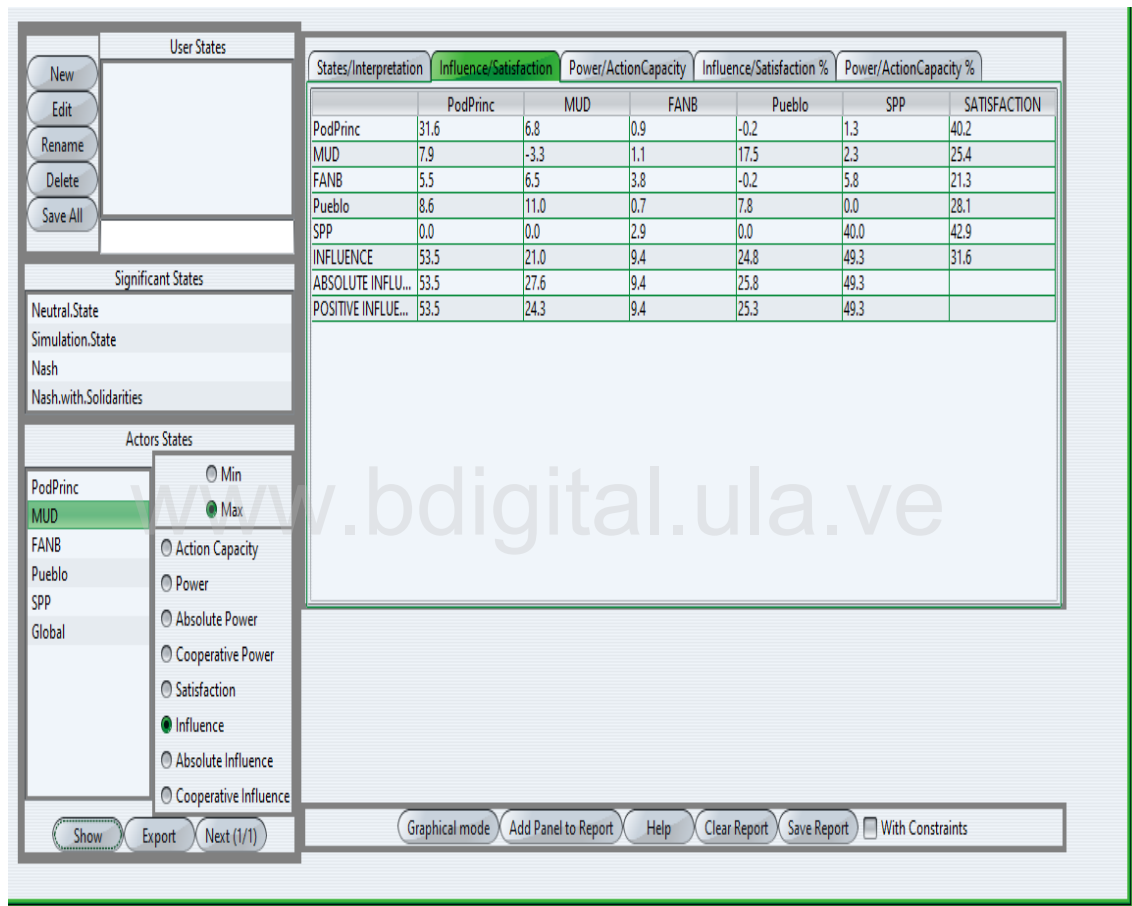 User States
New
Edit
Rename
Delete
Save All
Significant States
Neutral.State
Simulation.State
Nash
Nash.with.Solidarities
Actors States
PodPrinc
MUD
FANB
Pueblo
SPP
Global
Min
Max
Action Capacity
Power
Absolute Power
Cooperative Power
Satisfaction
Influence
Absolute Influence
Cooperative Influence
Show Export Next (1/1)
States/Interpretation Influence/Satisfaction Power/ActionCapacity Influence/Satisfaction % Power/ActionCapacity %
PodPrinc MUD FANB Pueblo SPP SATISFACTION
PodPrinc 31.6 6.8 0.9 -0.2 1.3 40.2
MUD 7.9 -3.3 1.1 17.5 2.3 25.4
FANB 5.5 6.5 3.8 -0.2 5.8 21.3
Pueblo 8.6 11.0 0.7 7.8 0.0 28.1
SPP 0.0 0.0 2.9 0.0 40.0 42.9
INFLUENCE 53.5 21.0 9.4 24.8 49.3 31.6
ABSOLUTE INFLU... 53.5 27.6 9.4 25.8 49.3
POSITIVE INFLUE... 53.5 24.3 9.4 25.3 49.3
www.bdigital.ula.ve
Graphical mode Add Panel to Report Help Clear Report Save Report With Constraints